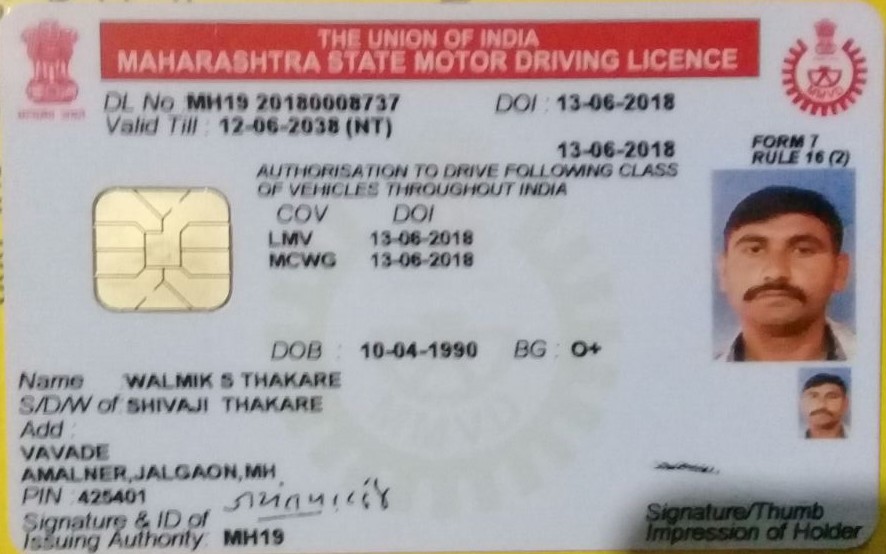 THE UNION OF INDIA
MAHARASHTRA STATE MOTOR DRIVING LICENCE
DL No MH19 20180008737 DOI : 13-06-2018
Valid Till : 12-06-2038 (NT)
13-06-2018
FORM 7
RULE 16 (2)
AUTHORISATION TO DRIVE FOLLOWING CLASS
OF VEHICLES THROUGHOUT INDIA
COV DOI
LMV 13-06-2018
MCWG 13-06-2018
DOB : 10-04-1990 BG : O+
Name WALMIK S THAKARE
S/D/W of: SHIVAJI THAKARE
Add :
VAVADE
AMALNER,JALGAON,MH
PIN :425401
Signature & ID of
Issuing Authority: MH19
Signature/Thumb
Impression of Holder